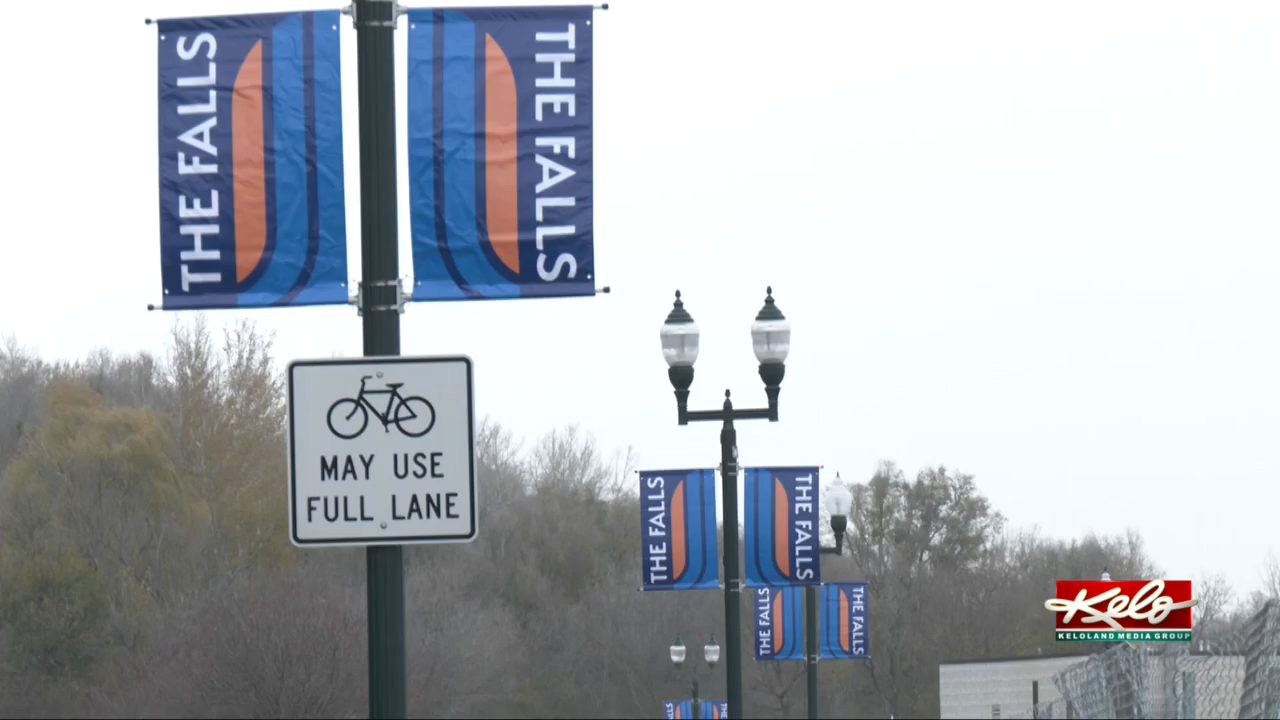 THE FALLS
THE FALLS
MAY USE
FULL LANE
THE FALLS
THE FALLS
THE FALLS
THE FALLS
Kelo
KELOLAND MEDIA GROUP